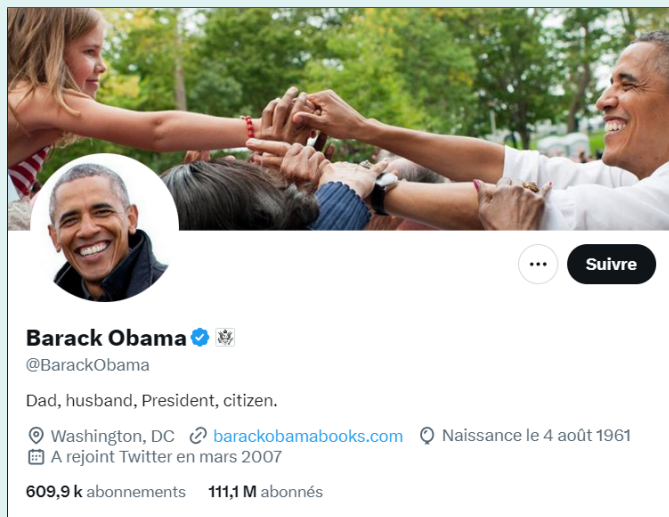 Suivre
Barack Obama
@BarackObama
Dad, husband, President, citizen.
Washington, DC barackobamabooks.com Naissance le 4 août 1961
A rejoint Twitter en mars 2007
609,9 k abonnements 111,1 M abonnés